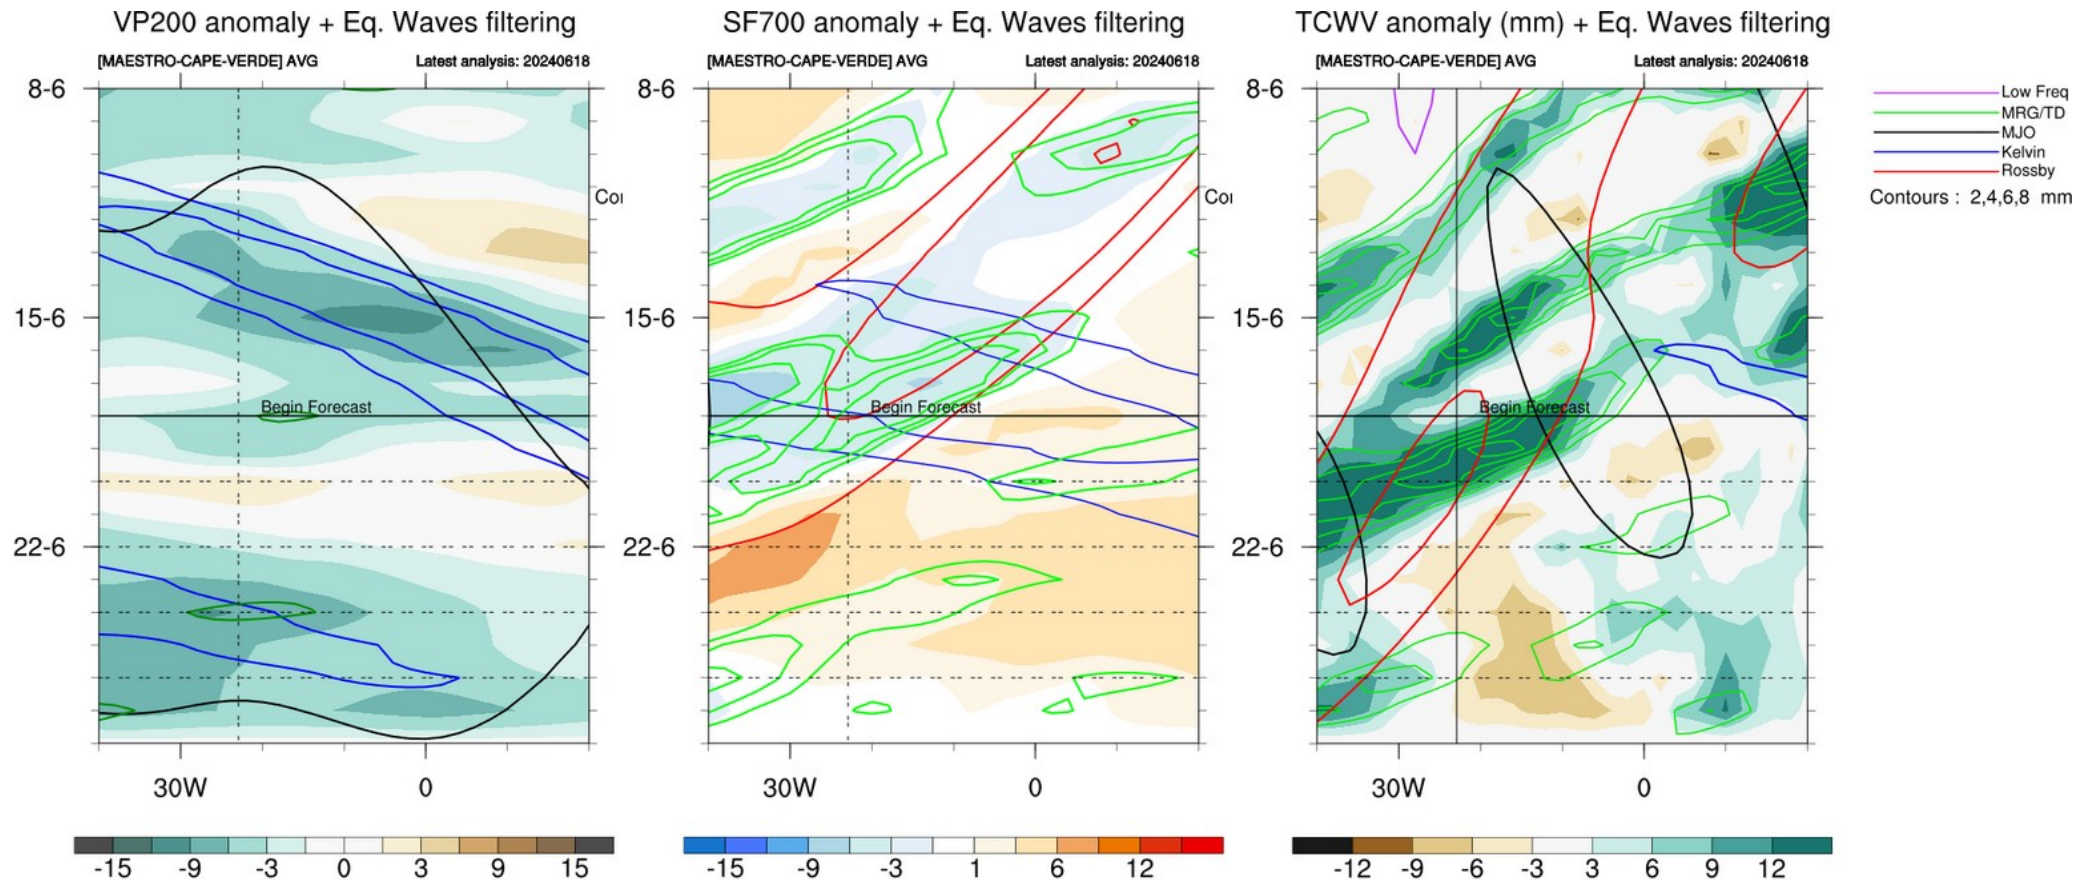 VP200 anomaly + Eq. Waves filtering
[MAESTRO-CAPE-VERDE] AVG
Latest analysis: 20240618
8-6
15-6
22-6
Begin Forecast
30W
0
-15 -9 -3 0 3 9 15
Coı
SF700 anomaly + Eq. Waves filtering
[MAESTRO-CAPE-VERDE] AVG
Latest analysis: 20240618
8-6
15-6
22-6
Begin Forecast
30W
0
-15 -9 -3 1 6 12
Coı
TCWV anomaly (mm) + Eq. Waves filtering
[MAESTRO-CAPE-VERDE] AVG
Latest analysis: 20240618
8-6
15-6
22-6
Begin Forecast
30W
0
-12 -9 -6 -3 3 6 9 12
Low Freq
MRG/TD
MJO
Kelvin
Rossby
Contours : 2,4,6,8 mm